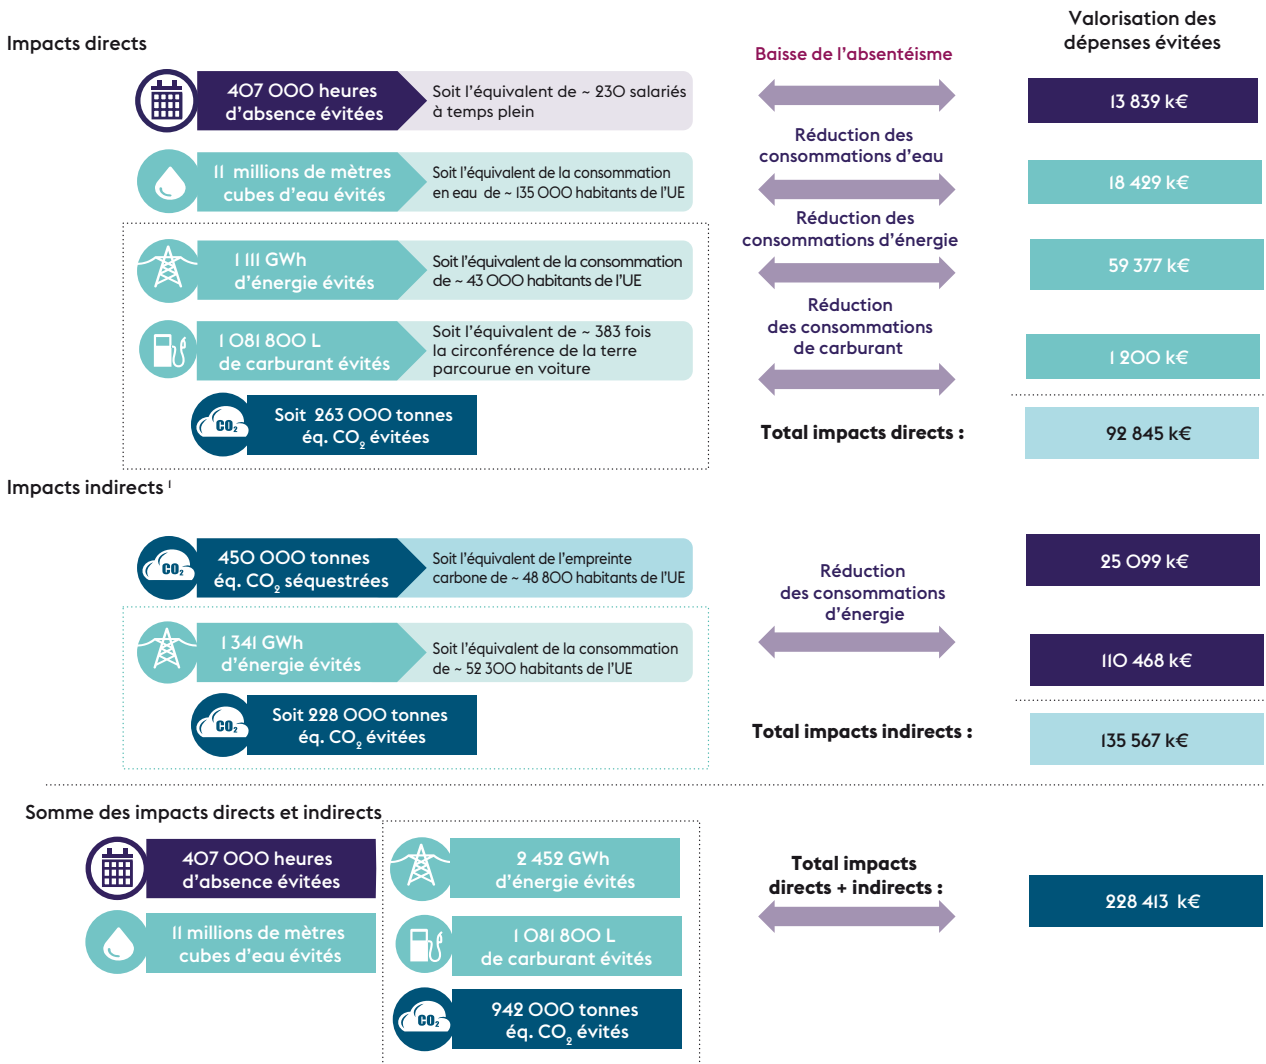 Valorisation des
dépenses évitées
Impacts directs
Baisse de l'absentéisme
407 000 heures
d'absence évitées
Soit l'équivalent de ~ 230 salariés
à temps plein
13 839 k€
Réduction des
consommations d'eau
11 millions de mètres
cubes d'eau évités
Soit l'équivalent de la consommation
en eau de ~ 135 000 habitants de l'UE
18 429 k€
Réduction des
consommations d'énergie
1 111 GWh
d'énergie évités
Soit l'équivalent de la consommation
de ~ 43 000 habitants de l'UE
59 377 k€
Réduction
des consommations
de carburant
1 081 800 L
de carburant évités
Soit l'équivalent de ~ 383 fois
la circonférence de la terre
parcourue en voiture
1 200 k€
CO₂
Soit 263 000 tonnes
éq. CO₂ évitées
Total impacts directs :
92 845 k€
Impacts indirects ¹
CO₂
450 000 tonnes
éq. CO₂ séquestrées
Soit l'équivalent de l'empreinte
carbone de ~ 48 800 habitants de l'UE
25 099 k€
Réduction
des consommations
d'énergie
1 341 GWh
d'énergie évités
Soit l'équivalent de la consommation
de ~ 52 300 habitants de l'UE
110 468 k€
CO₂
Soit 228 000 tonnes
éq. CO₂ évitées
Total impacts indirects :
135 567 k€
Somme des impacts directs et indirects
407 000 heures
d'absence évitées
2 452 GWh
d'énergie évités
Total impacts
directs + indirects :
228 413 k€
11 millions de mètres
cubes d'eau évités
1 081 800 L
de carburant évités
CO₂
942 000 tonnes
éq. CO₂ évités